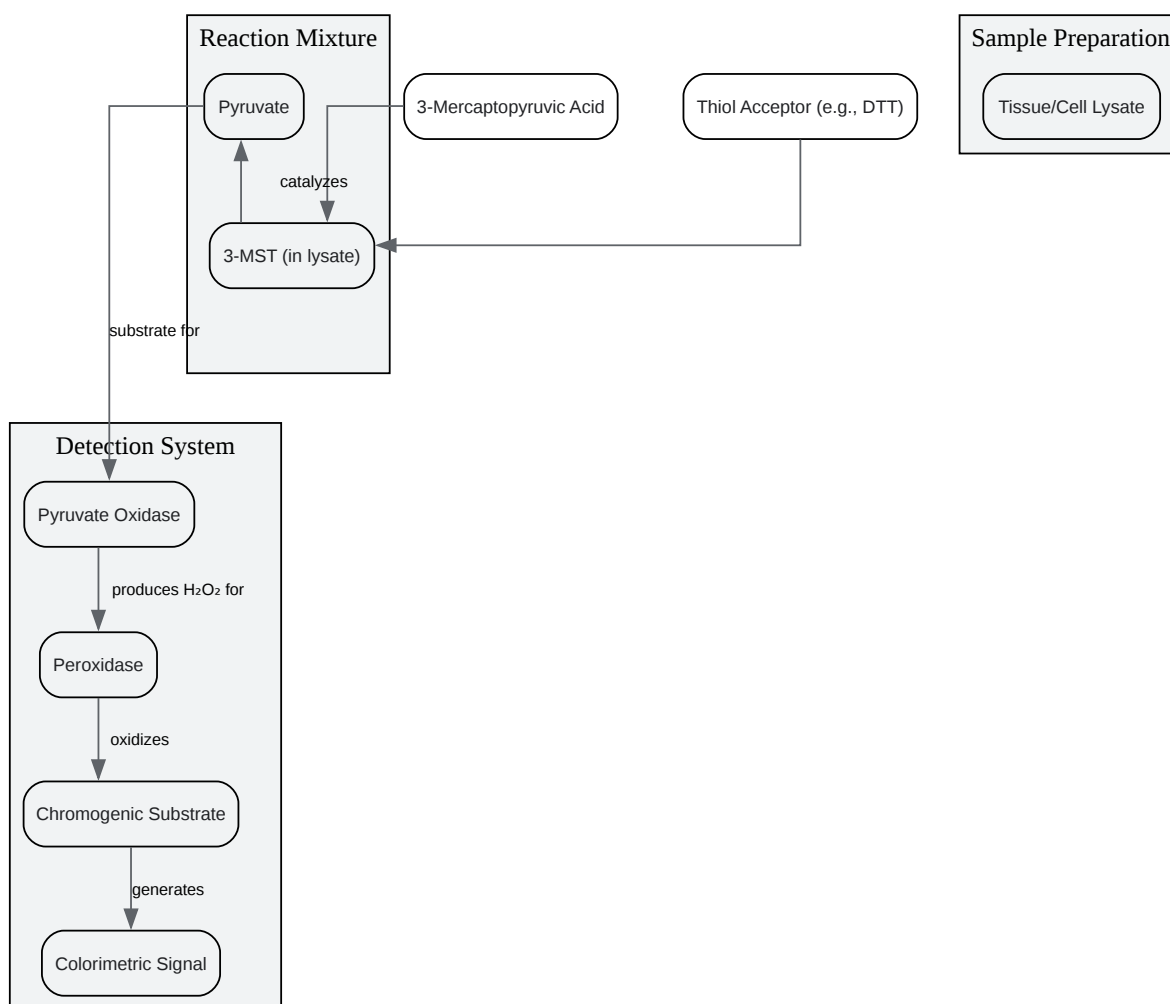 Reaction Mixture
Sample Preparation
Pyruvate
3-Mercaptopyruvic Acid
Thiol Acceptor (e.g., DTT)
Tissue/Cell Lysate
catalyzes
3-MST (in lysate)
substrate for
Detection System
Pyruvate Oxidase
produces H₂O₂ for
Peroxidase
oxidizes
Chromogenic Substrate
generates
Colorimetric Signal